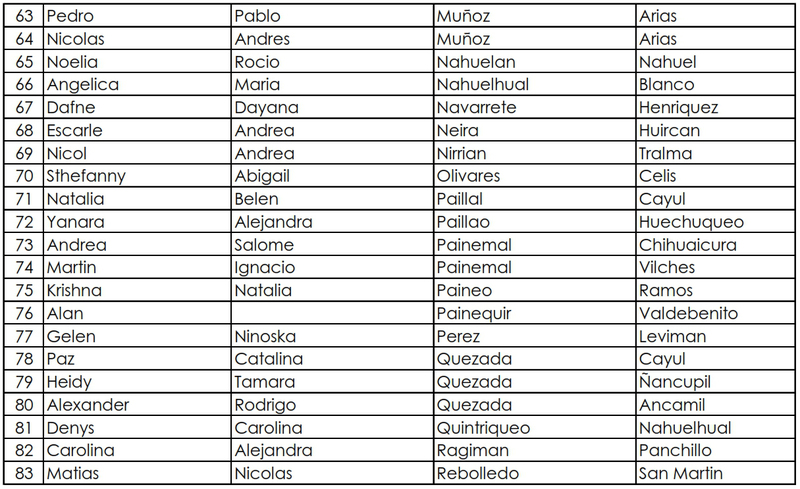 63 Pedro Pablo Muñoz Arias
64 Nicolas Andres Muñoz Arias
65 Noelia Rocio Nahuelan Nahuel
66 Angelica Maria Nahuelhual Blanco
67 Dafne Dayana Navarrete Henriquez
68 Escarle Andrea Neira Huircan
69 Nicol Andrea Nirrian Tralma
70 Sthefanny Abigail Olivares Celis
71 Natalia Belen Paillal Cayul
72 Yanara Alejandra Paillao Huechuqueo
73 Andrea Salome Painemal Chihuaicura
74 Martin Ignacio Painemal Vilches
75 Krishna Natalia Paineo Ramos
76 Alan Painequir Valdebenito
77 Gelen Ninoska Perez Leviman
78 Paz Catalina Quezada Cayul
79 Heidy Tamara Quezada Ñancupil
80 Alexander Rodrigo Quezada Ancamil
81 Denys Carolina Quintriqueo Nahuelhual
82 Carolina Alejandra Ragiman Panchillo
83 Matias Nicolas Rebolledo San Martin